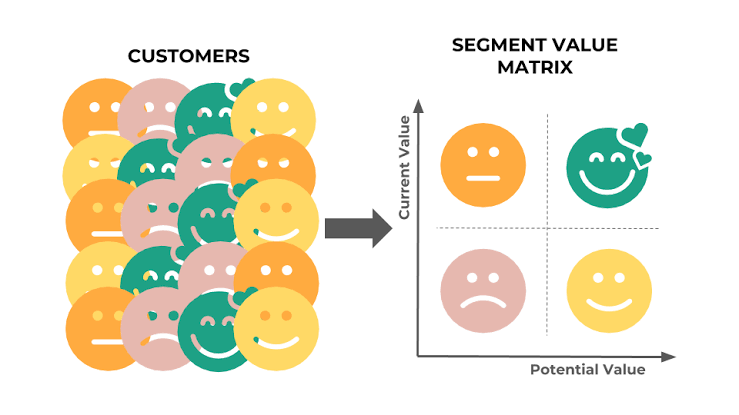 CUSTOMERS
SEGMENT VALUE
MATRIX
Current Value
Potential Value